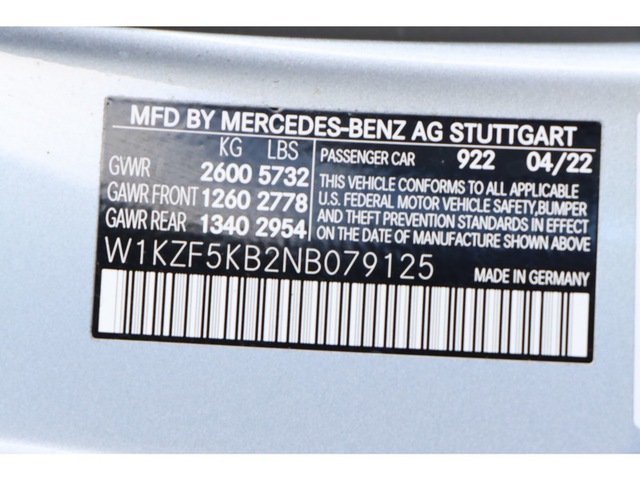 MFD BY MERCEDES-BENZ AG STUTTGART
KG LBS
PASSENGER CAR 922 04/22
GVWR 2600 5732
GAWR FRONT 1260 2778
GAWR REAR 1340 2954
THIS VEHICLE CONFORMS TO ALL APPLICABLE
U.S. FEDERAL MOTOR VEHICLE SAFETY, BUMPER
AND THEFT PREVENTION STANDARDS IN EFFECT
ON THE DATE OF MANUFACTURE SHOWN ABOVE.
W1KZF5KB2NB079125
MADE IN GERMANY